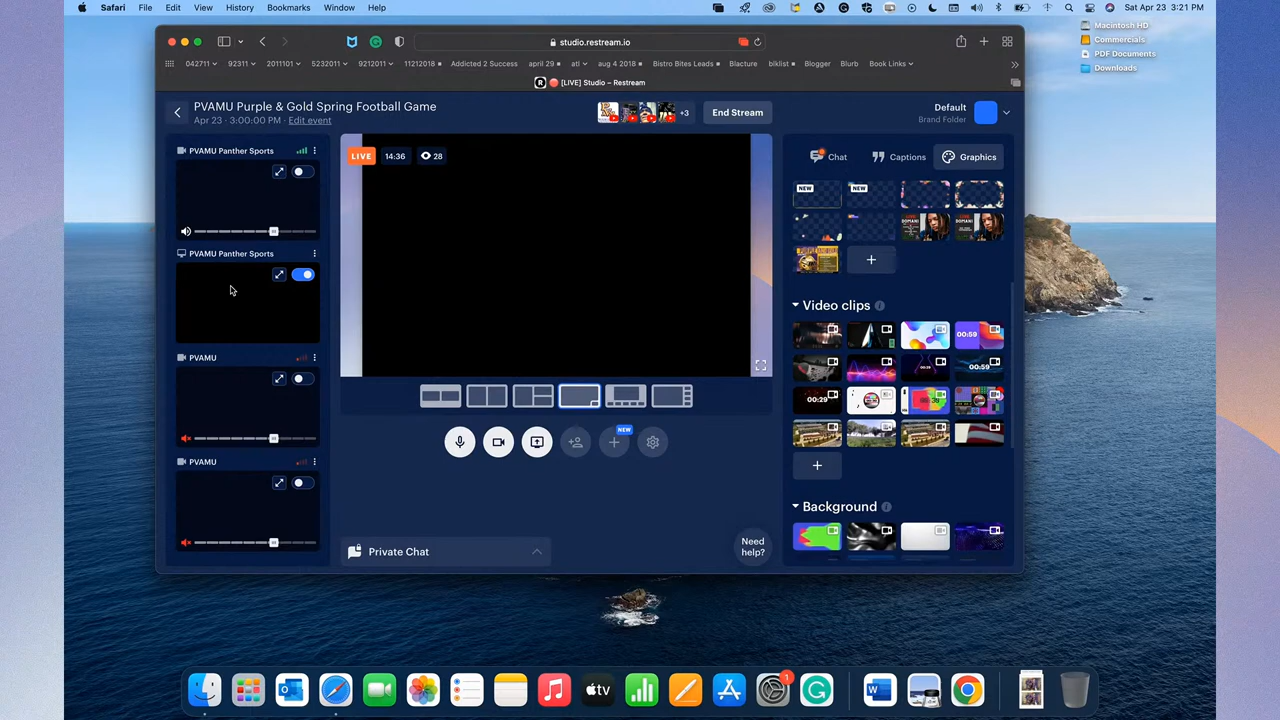 Safari File Edit View History Bookmarks Window Help
Sat Apr 23 3:21 PM
Macintosh HD
Commercials
PDF Documents
Downloads
studio.restream.io
042711 92311 2011101 5232011 9212011 11212018 Addicted 2 Success april 29 atl aug 4 2018 Bistro Bites Leads Blacture biklist Blogger Blurb Book Links
[LIVE] Studio – Restream
PVAMU Purple & Gold Spring Football Game
Apr 23 · 3:00:00 PM · Edit event
+3
End Stream
Default
Brand Folder
PVAMU Panther Sports
PVAMU Panther Sports
PVAMU
PVAMU
LIVE 14:36 28
NEW
Private Chat
Need
help?
Chat Captions Graphics
NEW NEW
DOMANI DOMANI
Video clips
00:59
00:29 00:59
00:29
Background
1